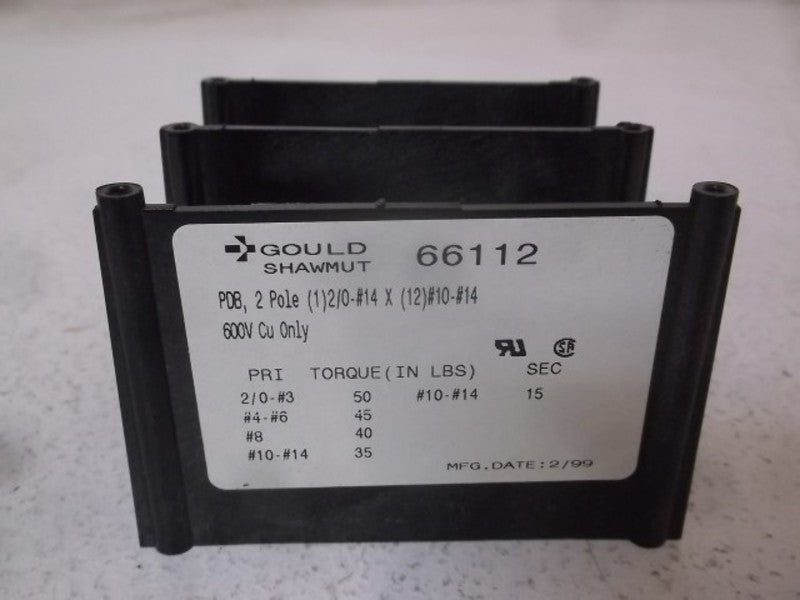 GOULD 66112
SHAWMUT
PDB, 2 Pole (1)2/0-#14 X (12)#10-#14
600V Cu Only
PRI TORQUE(IN LBS) SEC
2/0-#3 50 #10-#14 15
#4-#6 45
#8 40
#10-#14 35
MFG.DATE:2/99